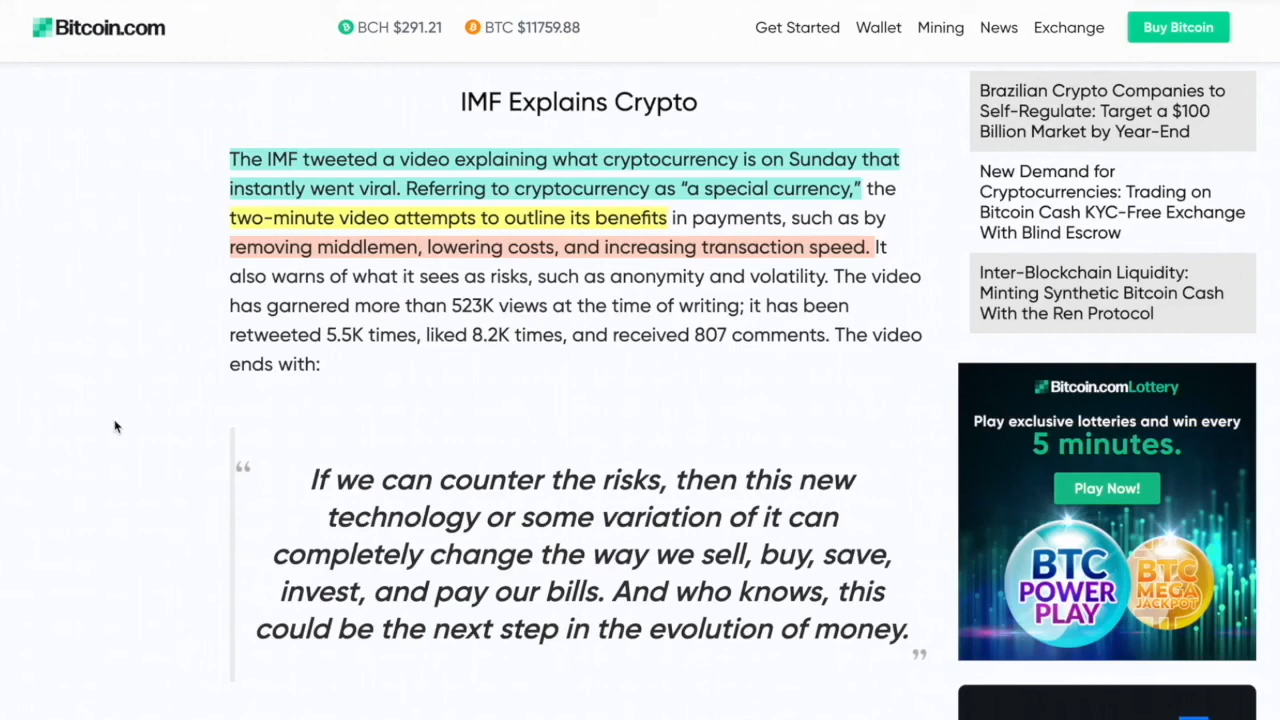 Bitcoin.com
BCH $291.21
BTC $11759.88
Get Started
Wallet
Mining
News
Exchange
Buy Bitcoin
IMF Explains Crypto
The IMF tweeted a video explaining what cryptocurrency is on Sunday that
instantly went viral. Referring to cryptocurrency as “a special currency,” the
two-minute video attempts to outline its benefits in payments, such as by
removing middlemen, lowering costs, and increasing transaction speed. It
also warns of what it sees as risks, such as anonymity and volatility. The video
has garnered more than 523K views at the time of writing; it has been
retweeted 5.5K times, liked 8.2K times, and received 807 comments. The video
ends with:
“
If we can counter the risks, then this new
technology or some variation of it can
completely change the way we sell, buy, save,
invest, and pay our bills. And who knows, this
could be the next step in the evolution of money.
”
Brazilian Crypto Companies to
Self-Regulate: Target a $100
Billion Market by Year-End
New Demand for
Cryptocurrencies: Trading on
Bitcoin Cash KYC-Free Exchange
With Blind Escrow
Inter-Blockchain Liquidity:
Minting Synthetic Bitcoin Cash
With the Ren Protocol
Bitcoin.comLottery
Play exclusive lotteries and win every
5 minutes.
Play Now!
BTC
POWER
PLAY
BTC
MEGA
JACKPOT